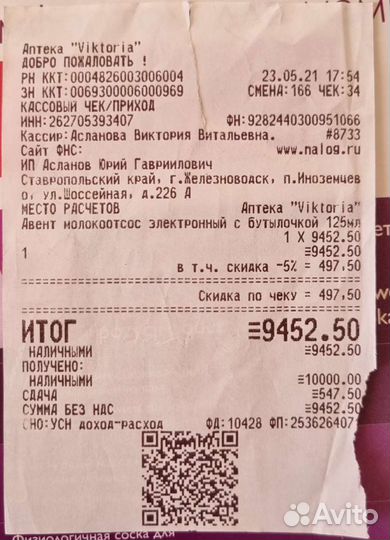 Аптека "Viktoria"
ДОБРО ПОЖАЛОВАТЬ !
РН ККТ:0004826003006004 23.05.21 17:54
ЗН ККТ:00693000006000969 СМЕНА:166 ЧЕК:34
КАССОВЫЙ ЧЕК/ПРИХОД
ИНН:262705393407 ФН:9282440300951066
Кассир:Асланова Виктория Витальевна. #8733
Сайт ФНС: www.nalog.ru
ИП Асланов Юрий Гавриилович
Ставропольский край, г.Железноводск, п.Иноземцев
о, ул.Шоссейная, д.226 А
МЕСТО РАСЧЕТОВ Аптека "Viktoria"
Авент молокоотсос электронный с бутылочкой 125мл
1 X 9452.50
1 ≡9452.50
в т.ч. скидка -5% = 497.50
Скидка по чеку = 497.50
ИТОГ ≡9452.50
НАЛИЧНЫМИ ≡9452.50
ПОЛУЧЕНО:
НАЛИЧНЫМИ ≡10000.00
СДАЧА ≡547.50
СУММА БЕЗ НДС ≡9452.50
СНО:УСН доход-расход ФД:10428 ФП:253626407
Физиологичная соска для
Avito